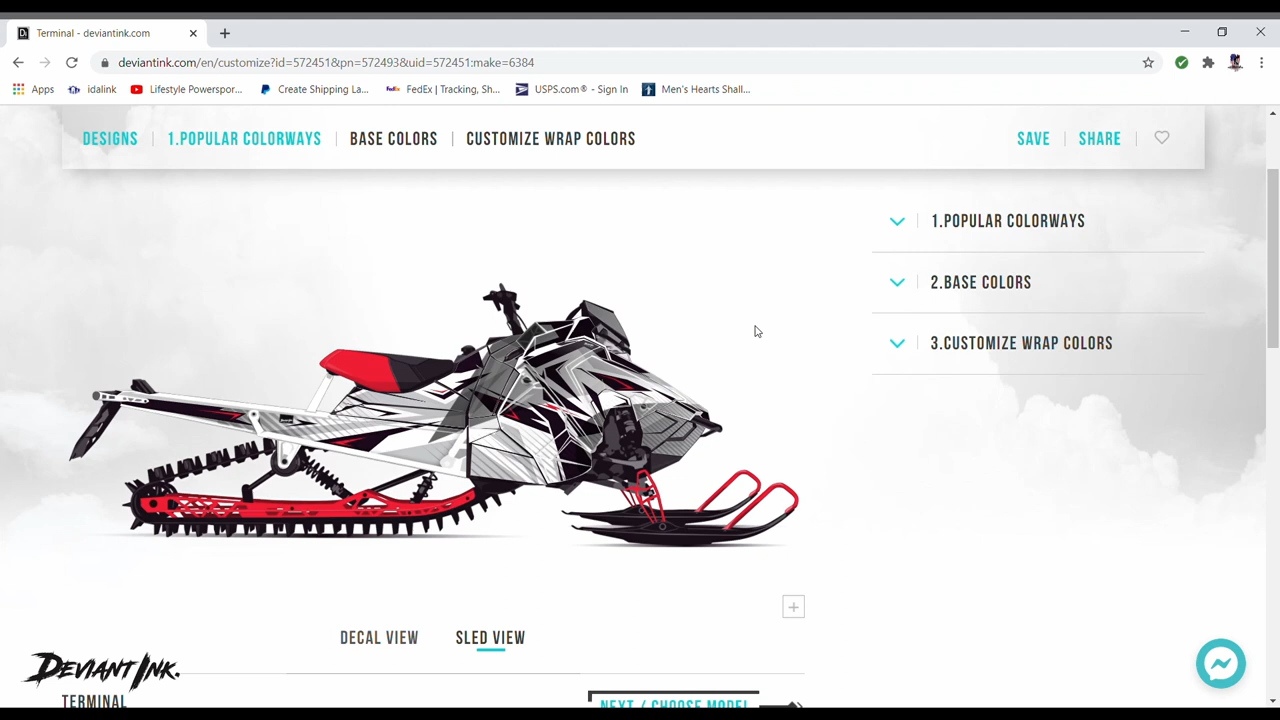 Terminal - deviantink.com
deviantink.com/en/customize?id=572451&pn=572493&uid=572451:make=6384
Apps idalink Lifestyle Powerspor... Create Shipping La... FedEx | Tracking, Sh... USPS.com® - Sign In Men's Hearts Shall...
DESIGNS 1.POPULAR COLORWAYS BASE COLORS CUSTOMIZE WRAP COLORS SAVE SHARE
1.POPULAR COLORWAYS
2.BASE COLORS
3.CUSTOMIZE WRAP COLORS
DECAL VIEW SLED VIEW
DEVIANT INK.
TERMINAL
NEXT / CHOOSE MODEL